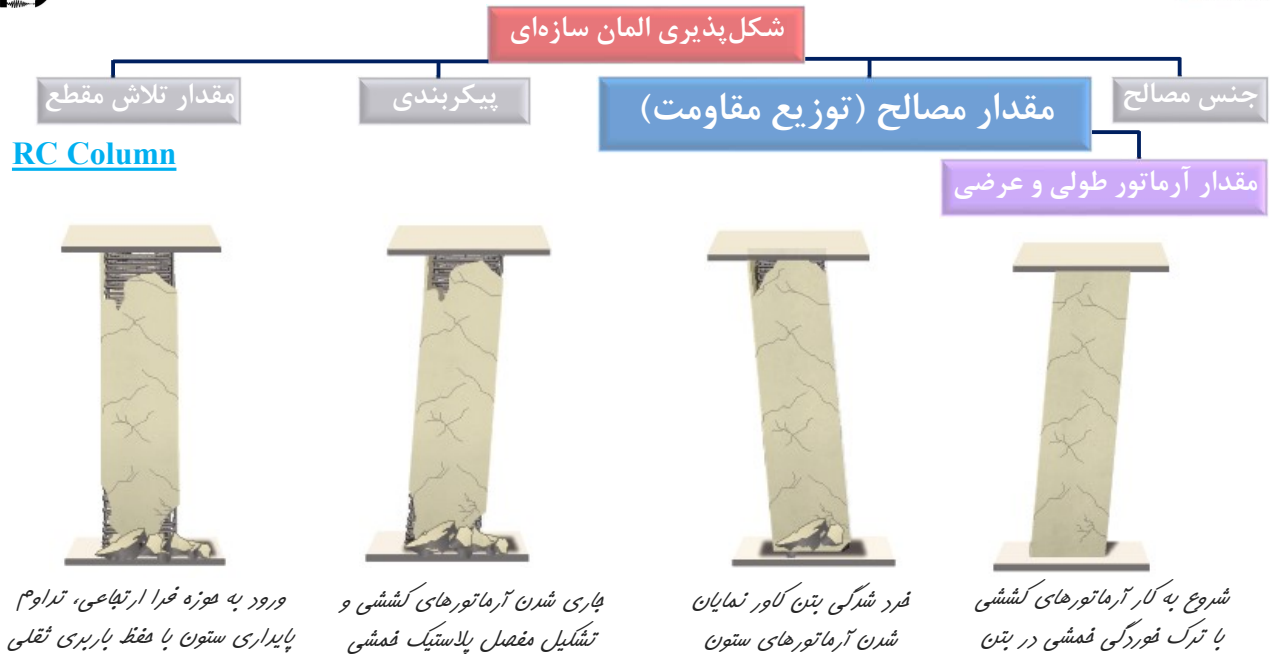 شکل‌پذیری المان سازه‌ای
جنس مصالح
مقدار مصالح (توزیع مقاومت)
پیکربندی
مقدار تلاش مقطع
مقدار آرماتور طولی و عرضی
RC Column
شروع به کار آرماتورهای کششی
با ترک خوردگی خمشی در بتن
خرد شدگی بتن کاور نمایان
شدن آرماتورهای ستون
جاری شدن آرماتورهای کششی و
تشکیل مفصل پلاستیک خمشی
ورود به حوزه فرا ارتجاعی، تداوم
پایداری ستون با حفظ باربری ثقلی